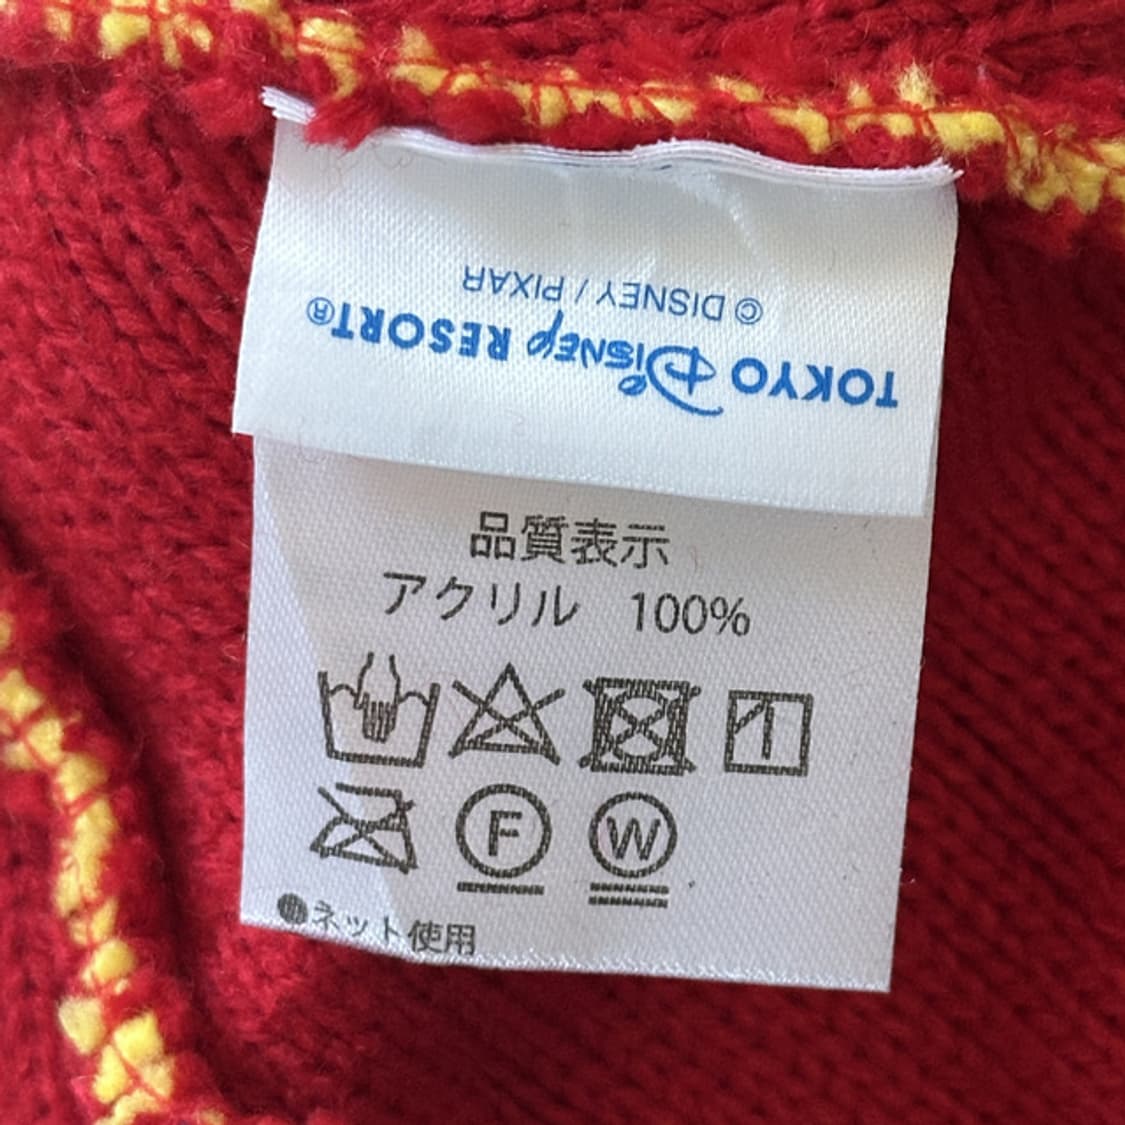 © DISNEY / PIXAR
TOKYO DISNEY RESORT®
品質表示
アクリル 100%
F W
●ネット使用